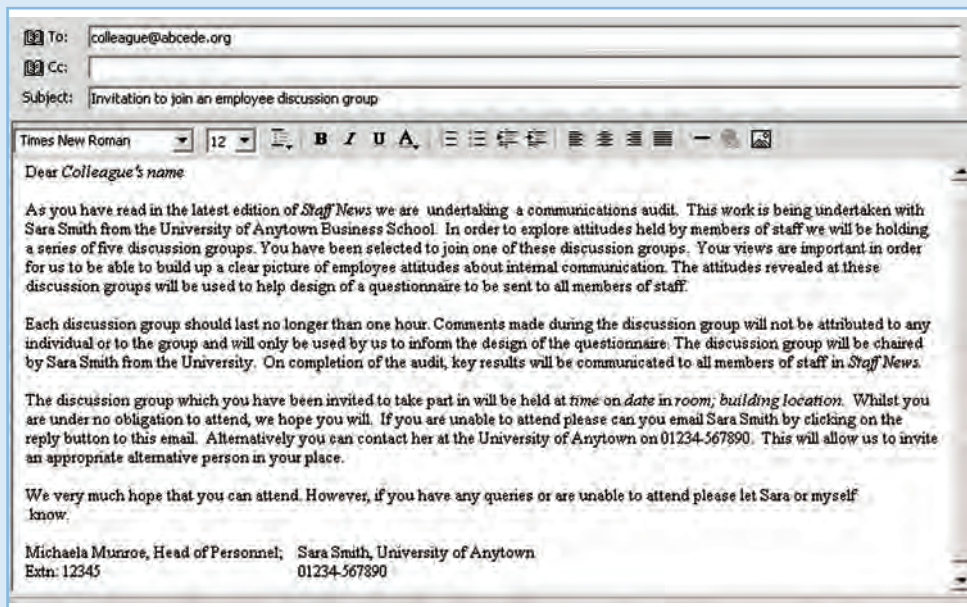 To: colleague@abcede.org
Cc:
Subject: Invitation to join an employee discussion group
Times New Roman 12 B I U A
Dear Colleague's name
As you have read in the latest edition of Staff News we are undertaking a communications audit. This work is being undertaken with
Sara Smith from the University of Anytown Business School. In order to explore attitudes held by members of staff we will be holding
a series of five discussion groups. You have been selected to join one of these discussion groups. Your views are important in order
for us to be able to build up a clear picture of employee attitudes about internal communication. The attitudes revealed at these
discussion groups will be used to help design of a questionnaire to be sent to all members of staff.
Each discussion group should last no longer than one hour. Comments made during the discussion group will not be attributed to any
individual or to the group and will only be used by us to inform the design of the questionnaire. The discussion group will be chaired
by Sara Smith from the University. On completion of the audit, key results will be communicated to all members of staff in Staff News.
The discussion group which you have been invited to take part in will be held at time on date in room; building location. Whilst you
are under no obligation to attend, we hope you will. If you are unable to attend please can you email Sara Smith by clicking on the
reply button to this email. Alternatively you can contact her at the University of Anytown on 01234-567890. This will allow us to invite
an appropriate alternative person in your place.
We very much hope that you can attend. However, if you have any queries or are unable to attend please let Sara or myself
know.
Michaela Munroe, Head of Personnel; Sara Smith, University of Anytown
Extn: 12345 01234-567890